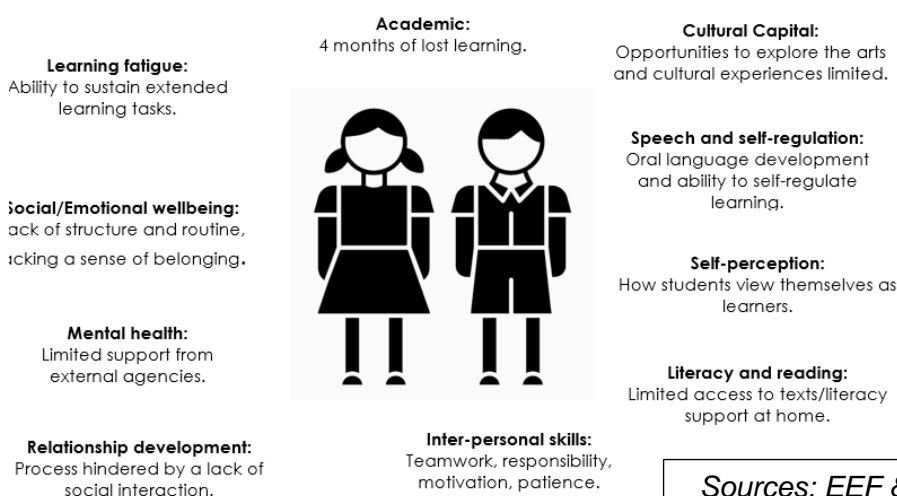 Academic:
4 months of lost learning.
Cultural Capital:
Opportunities to explore the arts
and cultural experiences limited.
Learning fatigue:
Ability to sustain extended
learning tasks.
Speech and self-regulation:
Oral language development
and ability to self-regulate
learning.
Social/Emotional wellbeing:
ack of structure and routine,
acking a sense of belonging.
Self-perception:
How students view themselves as
learners.
Mental health:
Limited support from
external agencies.
Literacy and reading:
Limited access to texts/literacy
support at home.
Relationship development:
Process hindered by a lack of
social interaction.
Inter-personal skills:
Teamwork, responsibility,
motivation, patience.
Sources: EEF &